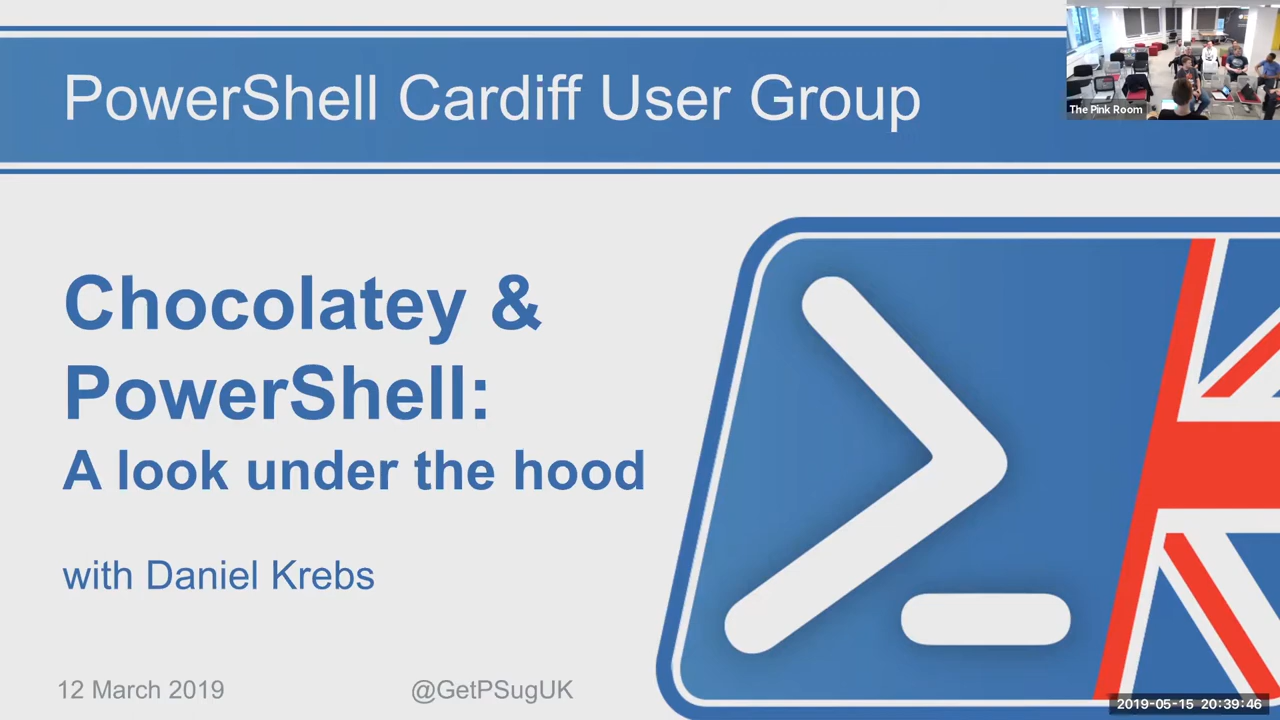 PowerShell Cardiff User Group
The Pink Room
Chocolatey &
PowerShell:
A look under the hood
with Daniel Krebs
12 March 2019
@GetPSugUK
2019-05-15 20:39:46